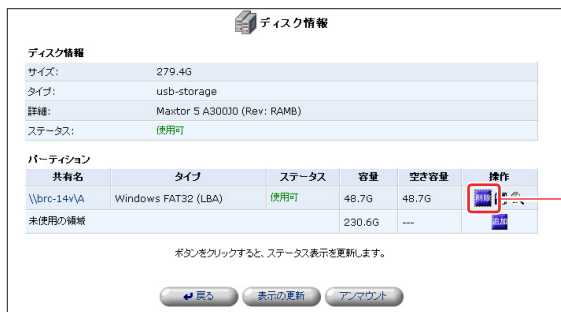 ディスク情報
ディスク情報
サイズ: 279.4G
タイプ: usb-storage
詳細: Maxtor 5 A300J0 (Rev: RAMB)
ステータス: 使用可
パーティション
共有名 タイプ ステータス 容量 空き容量 操作
\\brc-14v\A Windows FAT32 (LBA) 使用可 48.7G 48.7G 削除
未使用の領域 230.6G --- 追加
ボタンをクリックすると、ステータス表示を更新します。
戻る 表示の更新 アンマウント